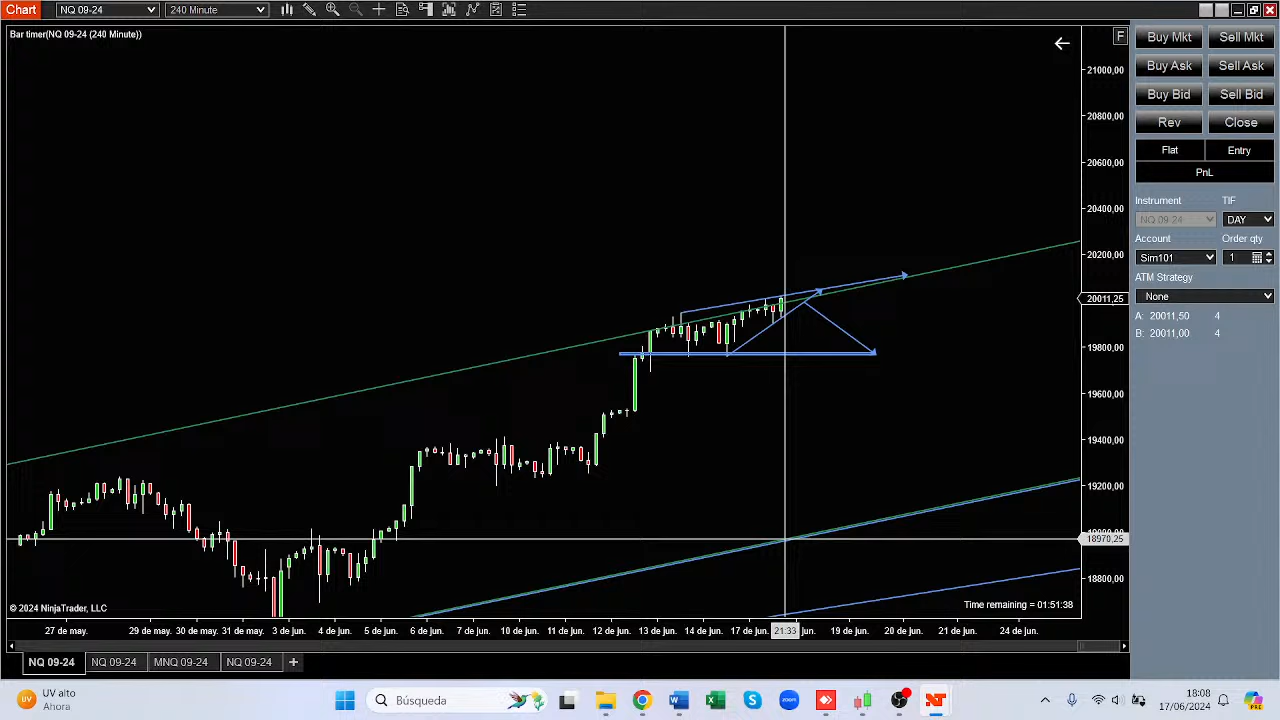 Chart NQ 09-24 240 Minute
Bar timer(NQ 09-24 (240 Minute))
F
21000,00
20800,00
20600,00
20400,00
20200,00
20011,25
19800,00
19600,00
19400,00
19200,00
18970,25
18800,00
© 2024 NinjaTrader, LLC
Time remaining = 01:51:38
27 de may. 29 de may. 30 de may. 31 de may. 3 de jun. 4 de jun. 5 de jun. 6 de jun. 7 de jun. 10 de jun. 11 de jun. 12 de jun. 13 de jun. 14 de jun. 17 de jun. 21:33 jun. 19 de jun. 20 de jun. 21 de jun. 24 de jun.
NQ 09-24 NQ 09-24 MNQ 09-24 NQ 09-24 +
Buy Mkt Sell Mkt
Buy Ask Sell Ask
Buy Bid Sell Bid
Rev Close
Flat Entry
PnL
Instrument TIF
NQ 09-24 DAY
Account Order qty
Sim101 1
ATM Strategy
None
A: 20011,50 4
B: 20011,00 4
UV alto
Ahora
Búsqueda
18:08
17/06/2024